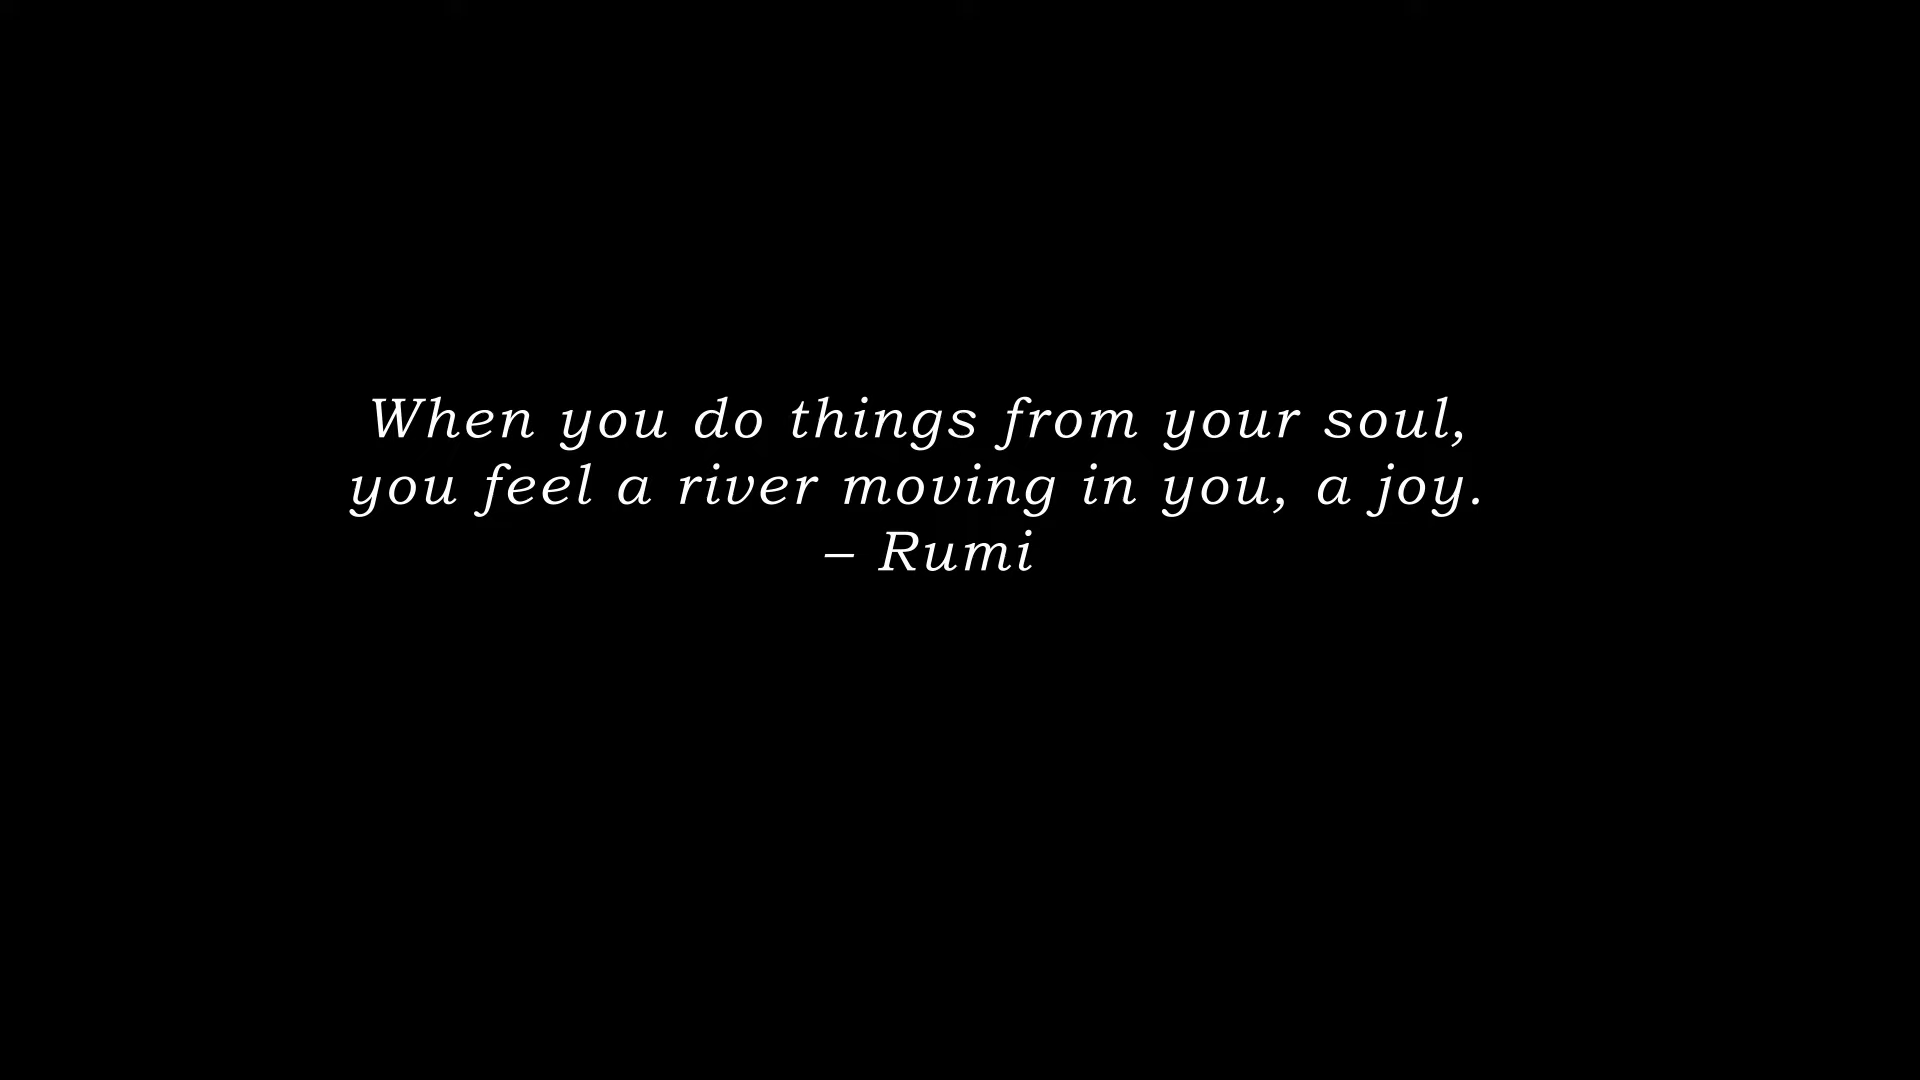 When you do things from your soul,
you feel a river moving in you, a joy.
– Rumi